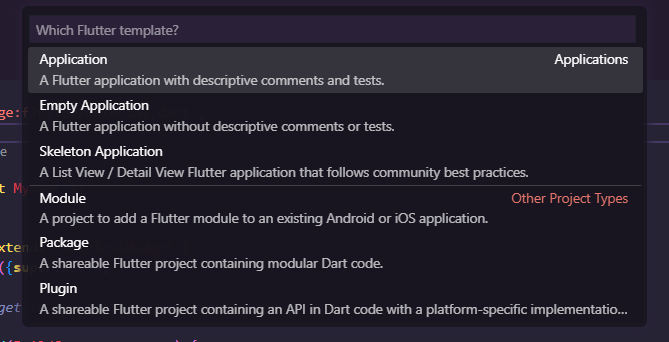 Which Flutter template?
Application Applications
A Flutter application with descriptive comments and tests.
Empty Application
A Flutter application without descriptive comments or tests.
Skeleton Application
A List View / Detail View Flutter application that follows community best practices.
Module Other Project Types
A project to add a Flutter module to an existing Android or iOS application.
Package
A shareable Flutter project containing modular Dart code.
Plugin
A shareable Flutter project containing an API in Dart code with a platform-specific implementatio...